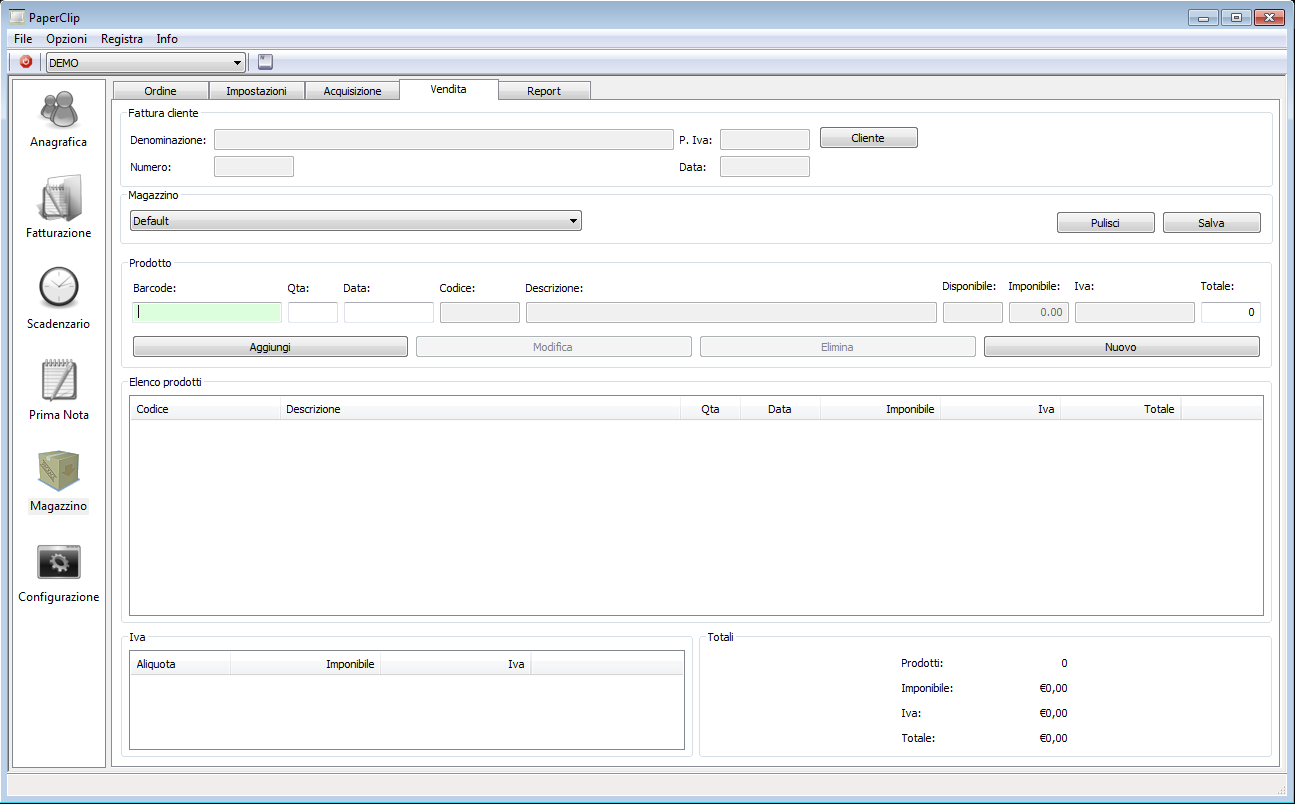 PaperClip
File Opzioni Registra Info
DEMO
Anagrafica
Fatturazione
Scadenzario
Prima Nota
Magazzino
Configurazione
Ordine Impostazioni Acquisizione Vendita Report
Fattura cliente
Denominazione: P. Iva: Cliente
Numero: Data:
Magazzino
Default Pulisci Salva
Prodotto
Barcode: Qta: Data: Codice: Descrizione: Disponibile: Imponibile: Iva: Totale:
0.00 0
Aggiungi Modifica Elimina Nuovo
Elenco prodotti
Codice Descrizione Qta Data Imponibile Iva Totale
Iva
Aliquota Imponibile Iva
Totali
Prodotti: 0
Imponibile: €0,00
Iva: €0,00
Totale: €0,00